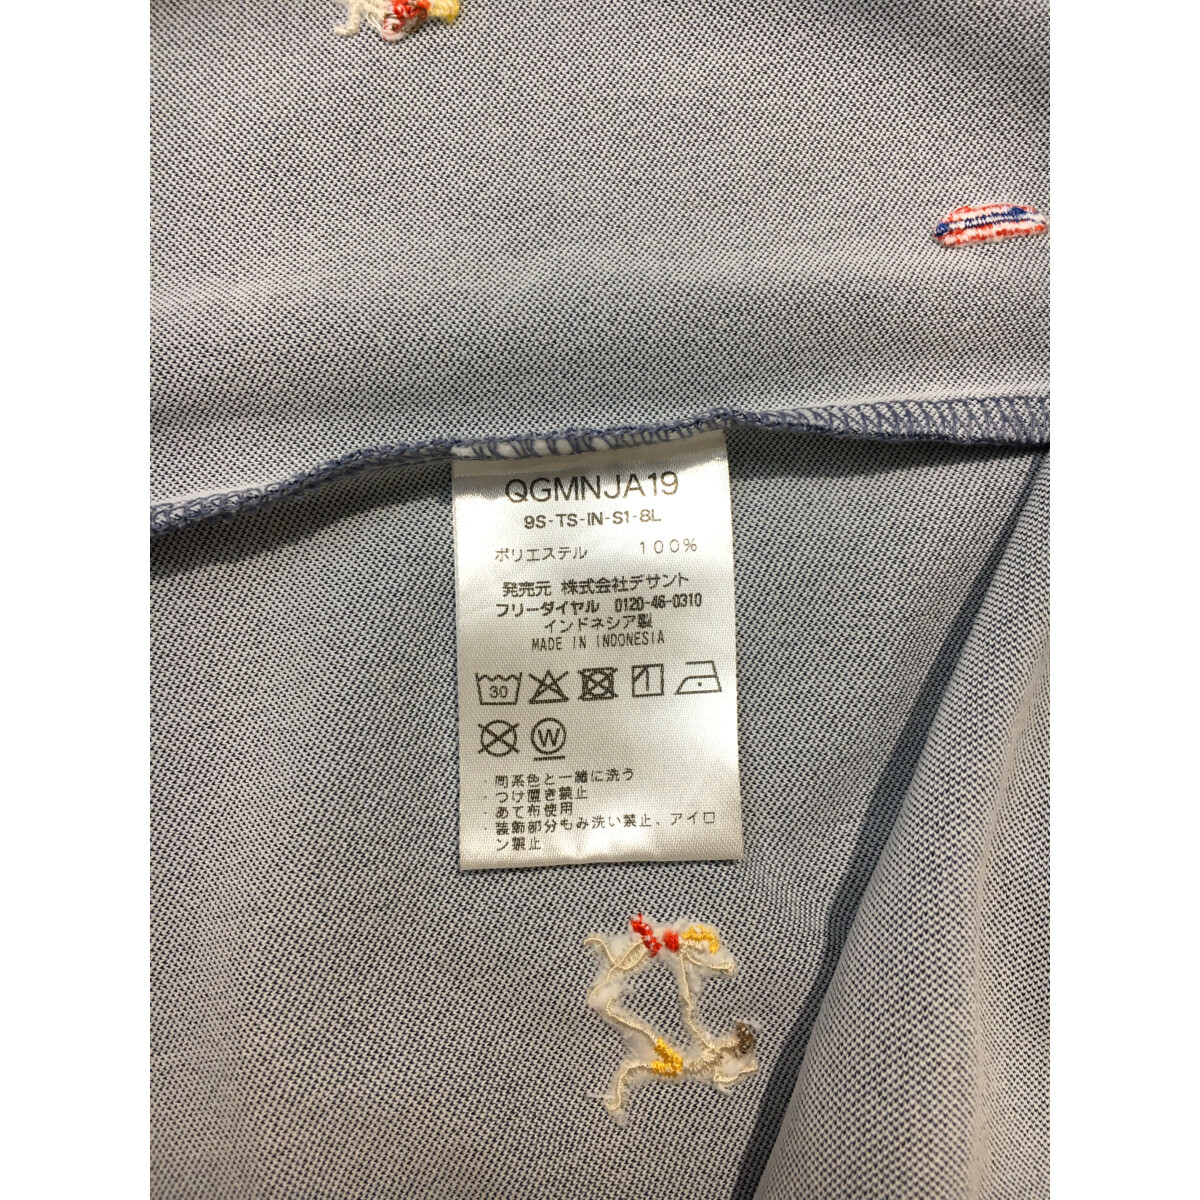 QGMNJA19
9S-TS-IN-S1-8L
ポリエステル 100%
発売元 株式会社デサント
フリーダイヤル 0120-46-0310
インドネシア製
MADE IN INDONESIA
30
W
・同系色と一緒に洗う
・つけ置き禁止
・あて布使用
・装飾部分もみ洗い禁止、アイロ
ン禁止